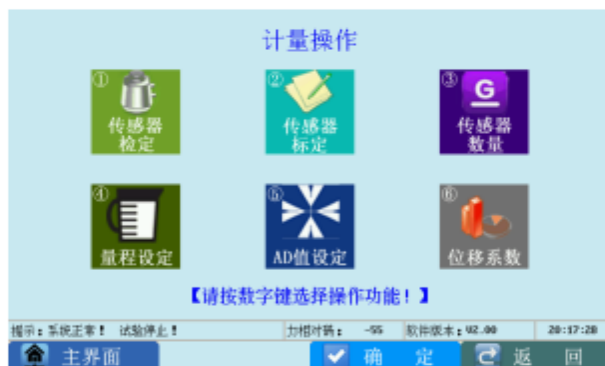 计量操作
① ② ③
G
传感器 传感器 传感器
检定 标定 数量
④ ⑤ ⑥
量程设定 AD值设定 位移系数
【请按数字键选择操作功能！】
提示：系统正常！ 试验停止！ 力相对码： -55 软件版本：V2.00 20:17:20
主界面 确 定 返 回